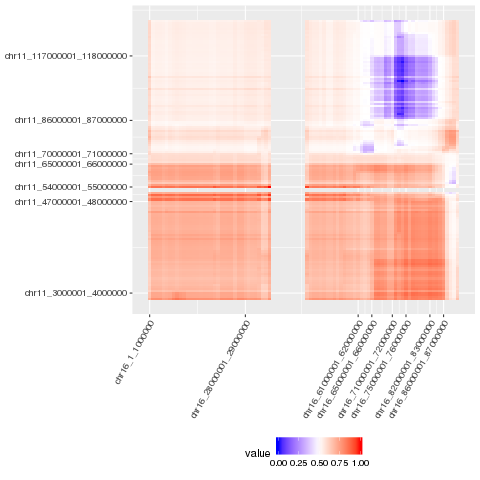 chr11_117000001_118000000
chr11_86000001_87000000
chr11_70000001_71000000
chr11_65000001_66000000
chr11_54000001_55000000
chr11_47000001_48000000
chr11_3000001_4000000
chr16_1_1000000
chr16_28000001_29000000
chr16_61000001_62000000
chr16_65000001_66000000
chr16_71000001_72000000
chr16_75000001_76000000
chr16_82000001_83000000
chr16_86000001_87000000
value
0.00 0.25 0.50 0.75 1.00